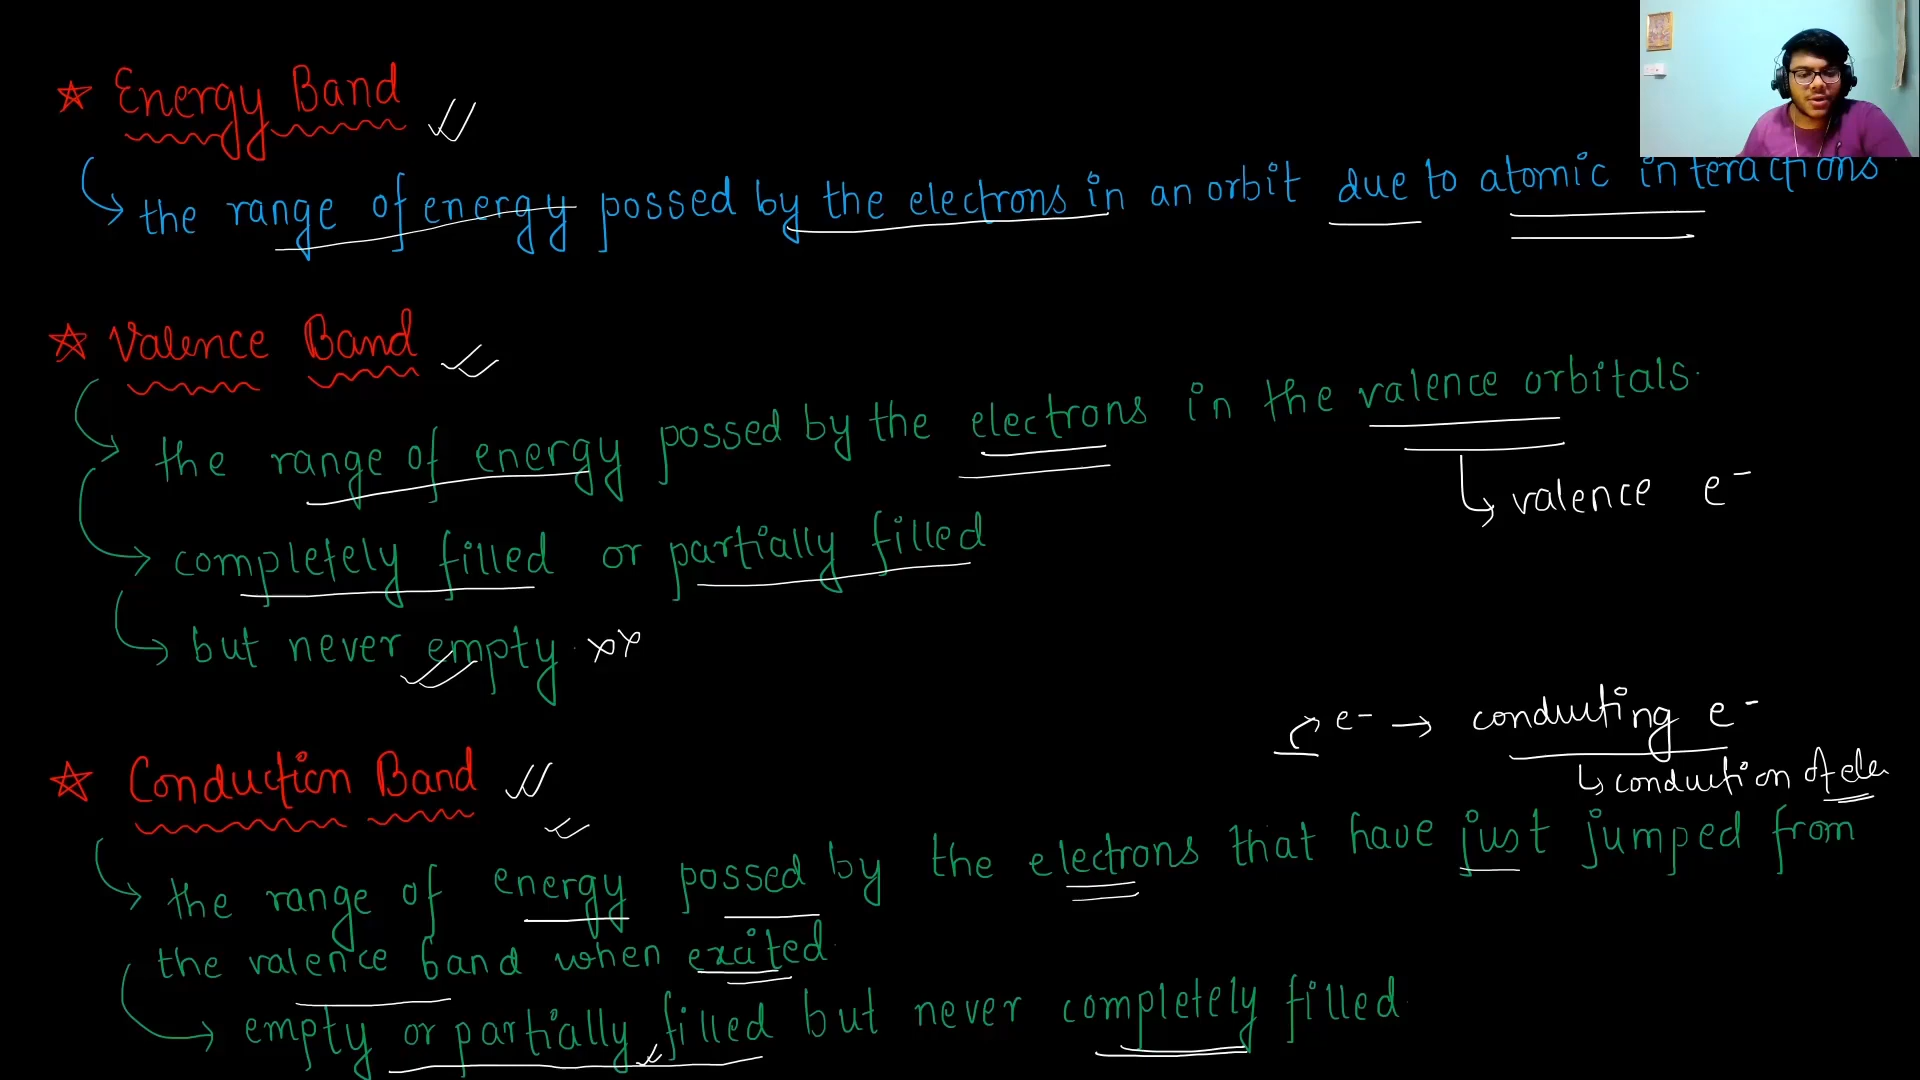 Energy Band
the range of energy possed by the electrons in an orbit due to atomic interactions
Valence Band
the range of energy possed by the electrons in the valence orbitals.
valence e-
completely filled or partially filled
but never empty.
e- → conducting e-
conduction of ele
Conduction Band
the range of energy possed by the electrons that have just jumped from
the valence band when excited.
empty or partially filled but never completely filled